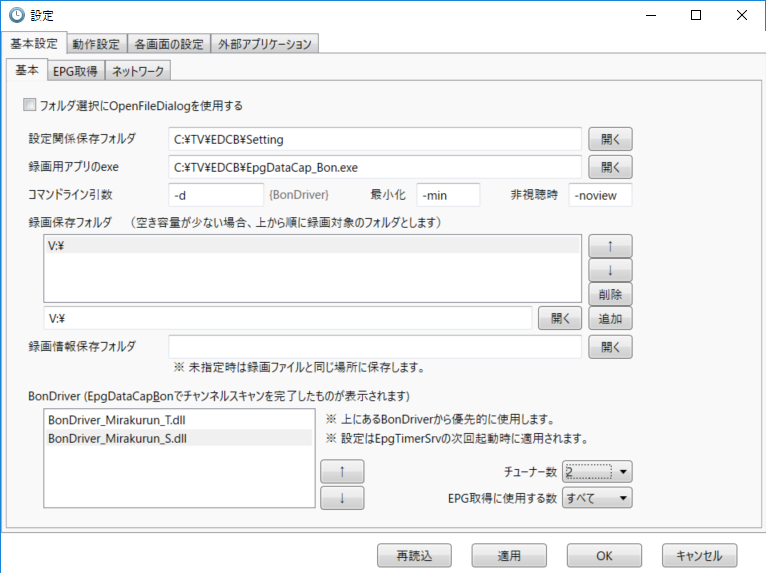 設定
基本設定 動作設定 各画面の設定 外部アプリケーション
基本 EPG取得 ネットワーク
フォルダ選択にOpenFileDialogを使用する
設定関係保存フォルダ C:¥TV¥EDCB¥Setting 開く
録画用アプリのexe C:¥TV¥EDCB¥EpgDataCap_Bon.exe 開く
コマンドライン引数 -d {BonDriver} 最小化 -min 非視聴時 -noview
録画保存フォルダ （空き容量が少ない場合、上から順に録画対象のフォルダとします）
V:¥ ↑
↓
削除
V:¥ 開く 追加
録画情報保存フォルダ 開く
※ 未指定時は録画ファイルと同じ場所に保存します。
BonDriver (EpgDataCapBonでチャンネルスキャンを完了したものが表示されます)
BonDriver_Mirakurun_T.dll ※ 上にあるBonDriverから優先的に使用します。
BonDriver_Mirakurun_S.dll ※ 設定はEpgTimerSrvの次回起動時に適用されます。
↑ チューナー数 2
↓ EPG取得に使用する数 すべて
再読込 適用 OK キャンセル